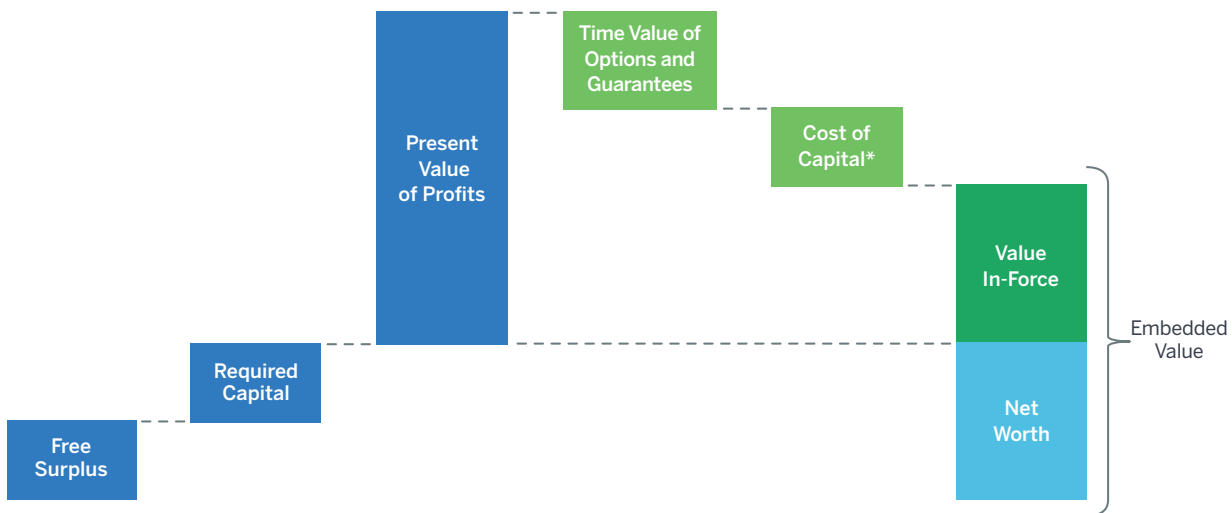 Time Value of
Options and
Guarantees
Present
Value
of Profits
Cost of
Capital*
Value
In-Force
Embedded
Value
Required
Capital
Net
Worth
Free
Surplus